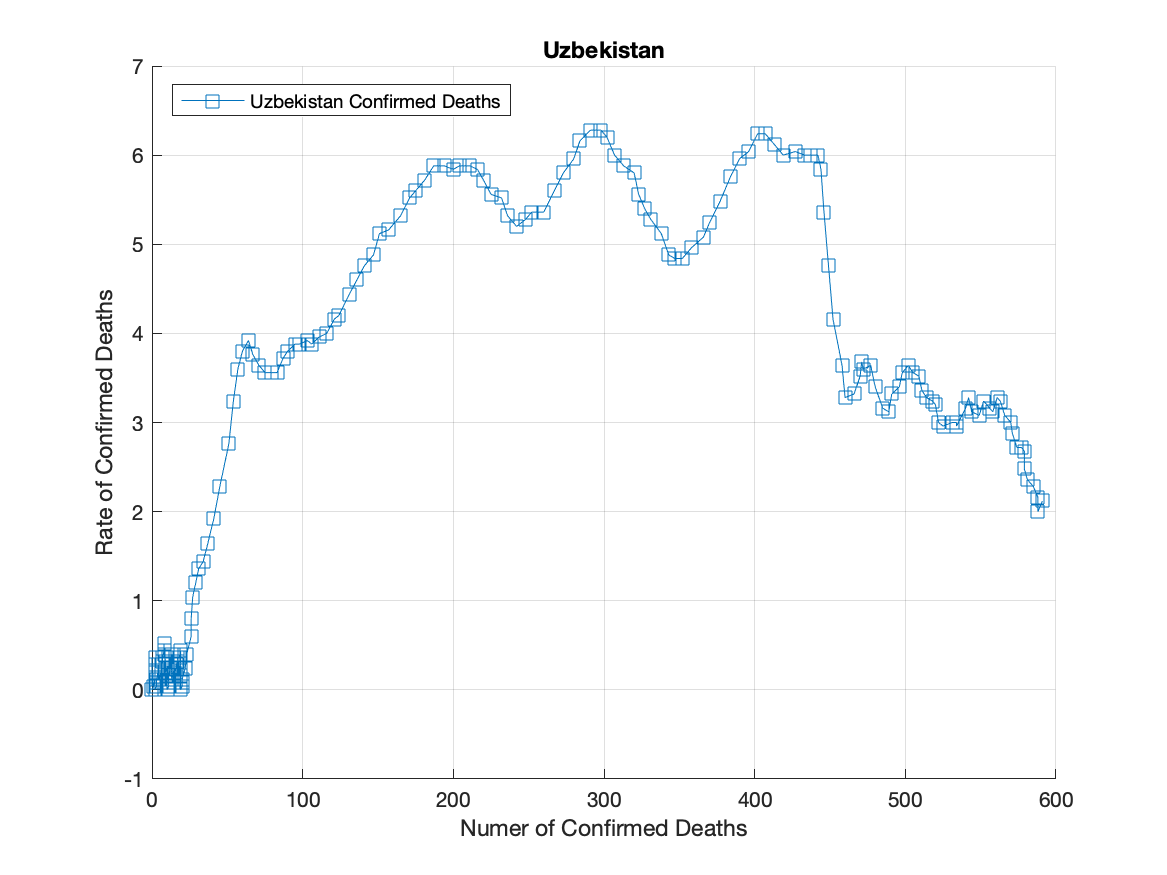 Uzbekistan
Uzbekistan Confirmed Deaths
7
6
5
4
3
2
1
0
-1
Rate of Confirmed Deaths
0 100 200 300 400 500 600
Numer of Confirmed Deaths